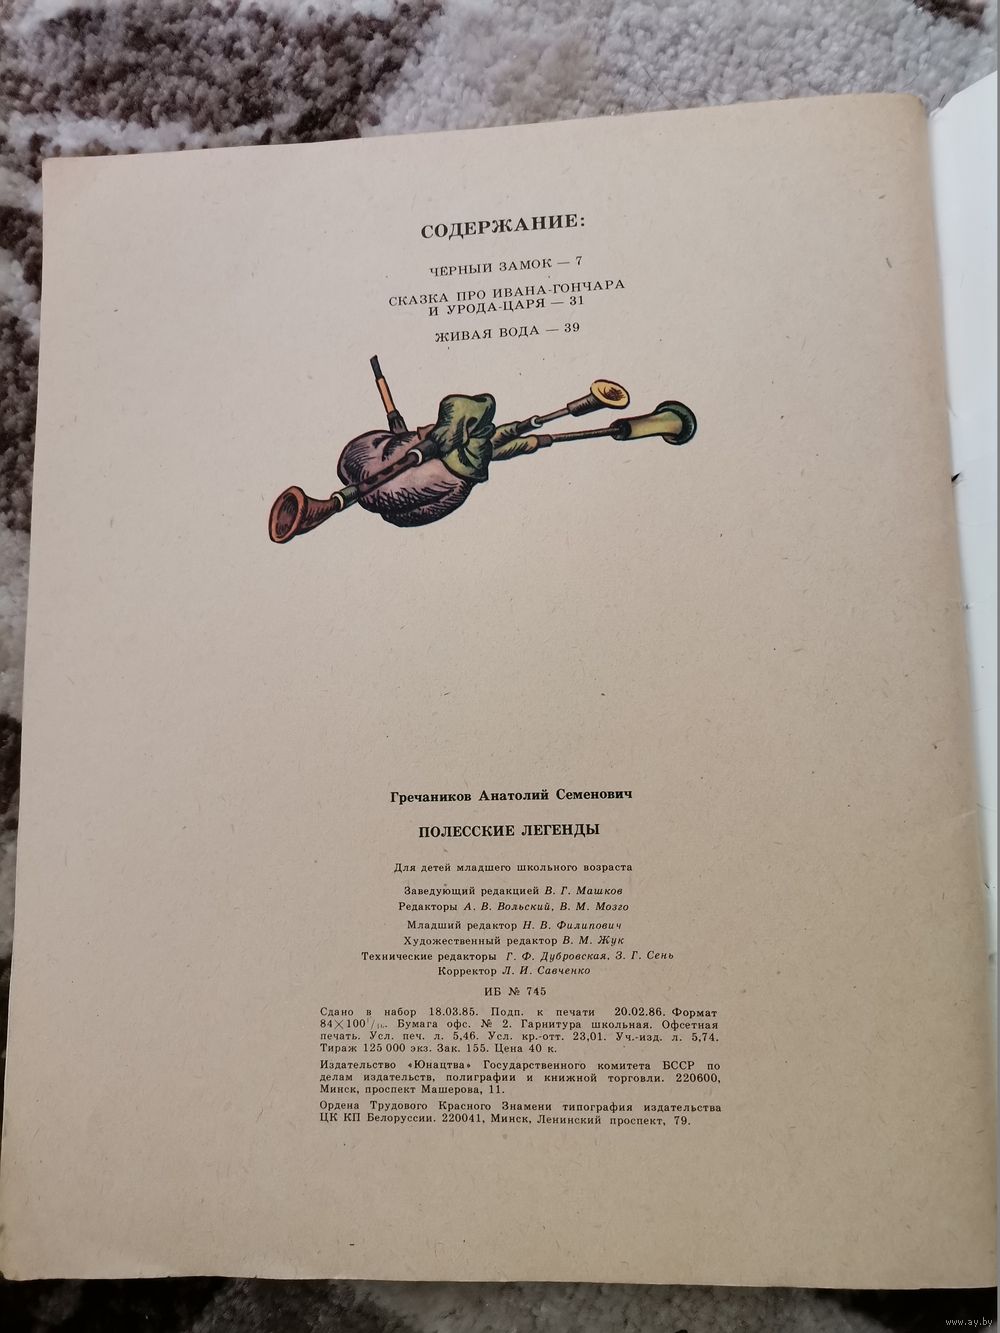 СОДЕРЖАНИЕ:
ЧЕРНЫЙ ЗАМОК — 7
СКАЗКА ПРО ИВАНА-ГОНЧАРА
И УРОДА-ЦАРЯ — 31
ЖИВАЯ ВОДА — 39
Гречаников Анатолий Семенович
ПОЛЕССКИЕ ЛЕГЕНДЫ
Для детей младшего школьного возраста
Заведующий редакцией В. Г. Машков
Редакторы А. В. Вольский, В. М. Мозго
Младший редактор Н. В. Филипович
Художественный редактор В. М. Жук
Технические редакторы Г. Ф. Дубровская, З. Г. Сень
Корректор Л. И. Савченко
ИБ № 745
Сдано в набор 18.03.85. Подп. к печати 20.02.86. Формат
84×100 Бумага офс. № 2. Гарнитура школьная. Офсетная
печать. Усл. печ. л. 5,46. Усл. кр.-отт. 23,01. Уч.-изд. л. 5,74.
Тираж 125 000 экз. Зак. 155. Цена 40 к.
Издательство «Юнацтва» Государственного комитета БССР по
делам издательств, полиграфии и книжной торговли. 220600,
Минск, проспект Машерова, 11.
Ордена Трудового Красного Знамени типография издательства
ЦК КП Белоруссии. 220041, Минск, Ленинский проспект, 79.
www.ay.by